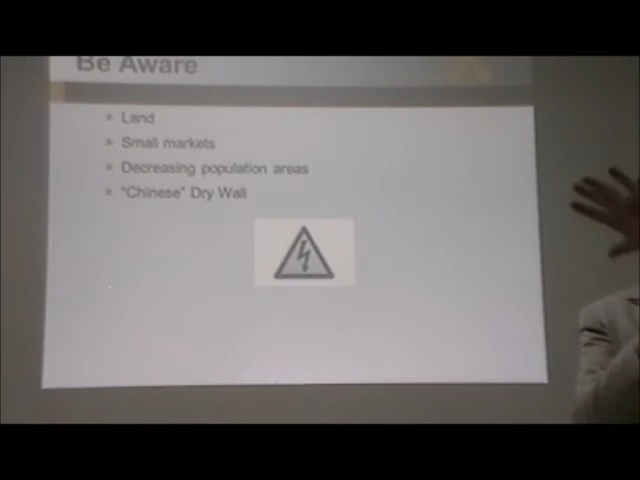 Be Aware
» Land
» Small markets
» Decreasing population areas
» "Chinese" Dry Wall